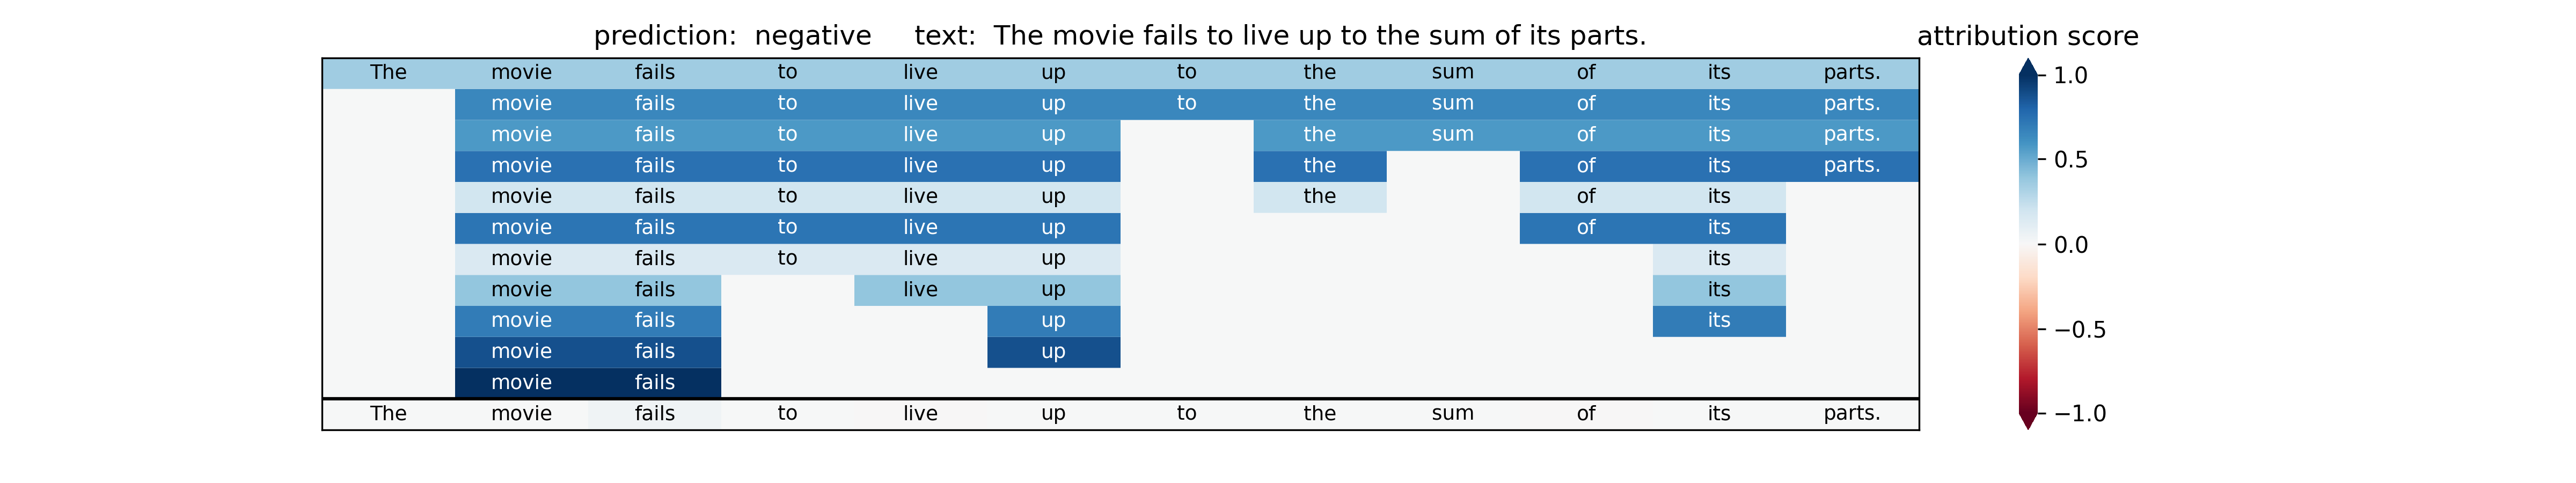 prediction:  negative     text:  The movie fails to live up to the sum of its parts.
attribution score
The movie fails to live up to the sum of its parts.
movie fails to live up to the sum of its parts.
movie fails to live up the sum of its parts.
movie fails to live up the of its parts.
movie fails to live up the of its
movie fails to live up of its
movie fails to live up its
movie fails live up its
movie fails up its
movie fails up
movie fails
The movie fails to live up to the sum of its parts.
1.0
0.5
0.0
−0.5
−1.0